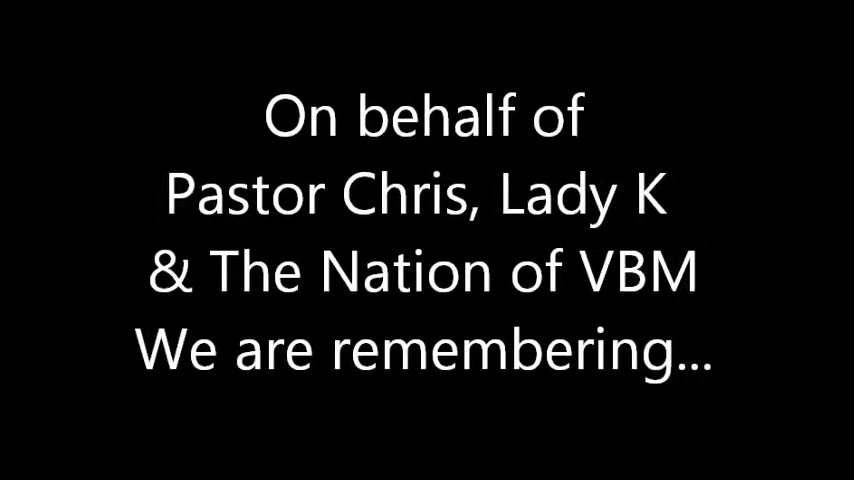 On behalf of
Pastor Chris, Lady K
& The Nation of VBM
We are remembering...